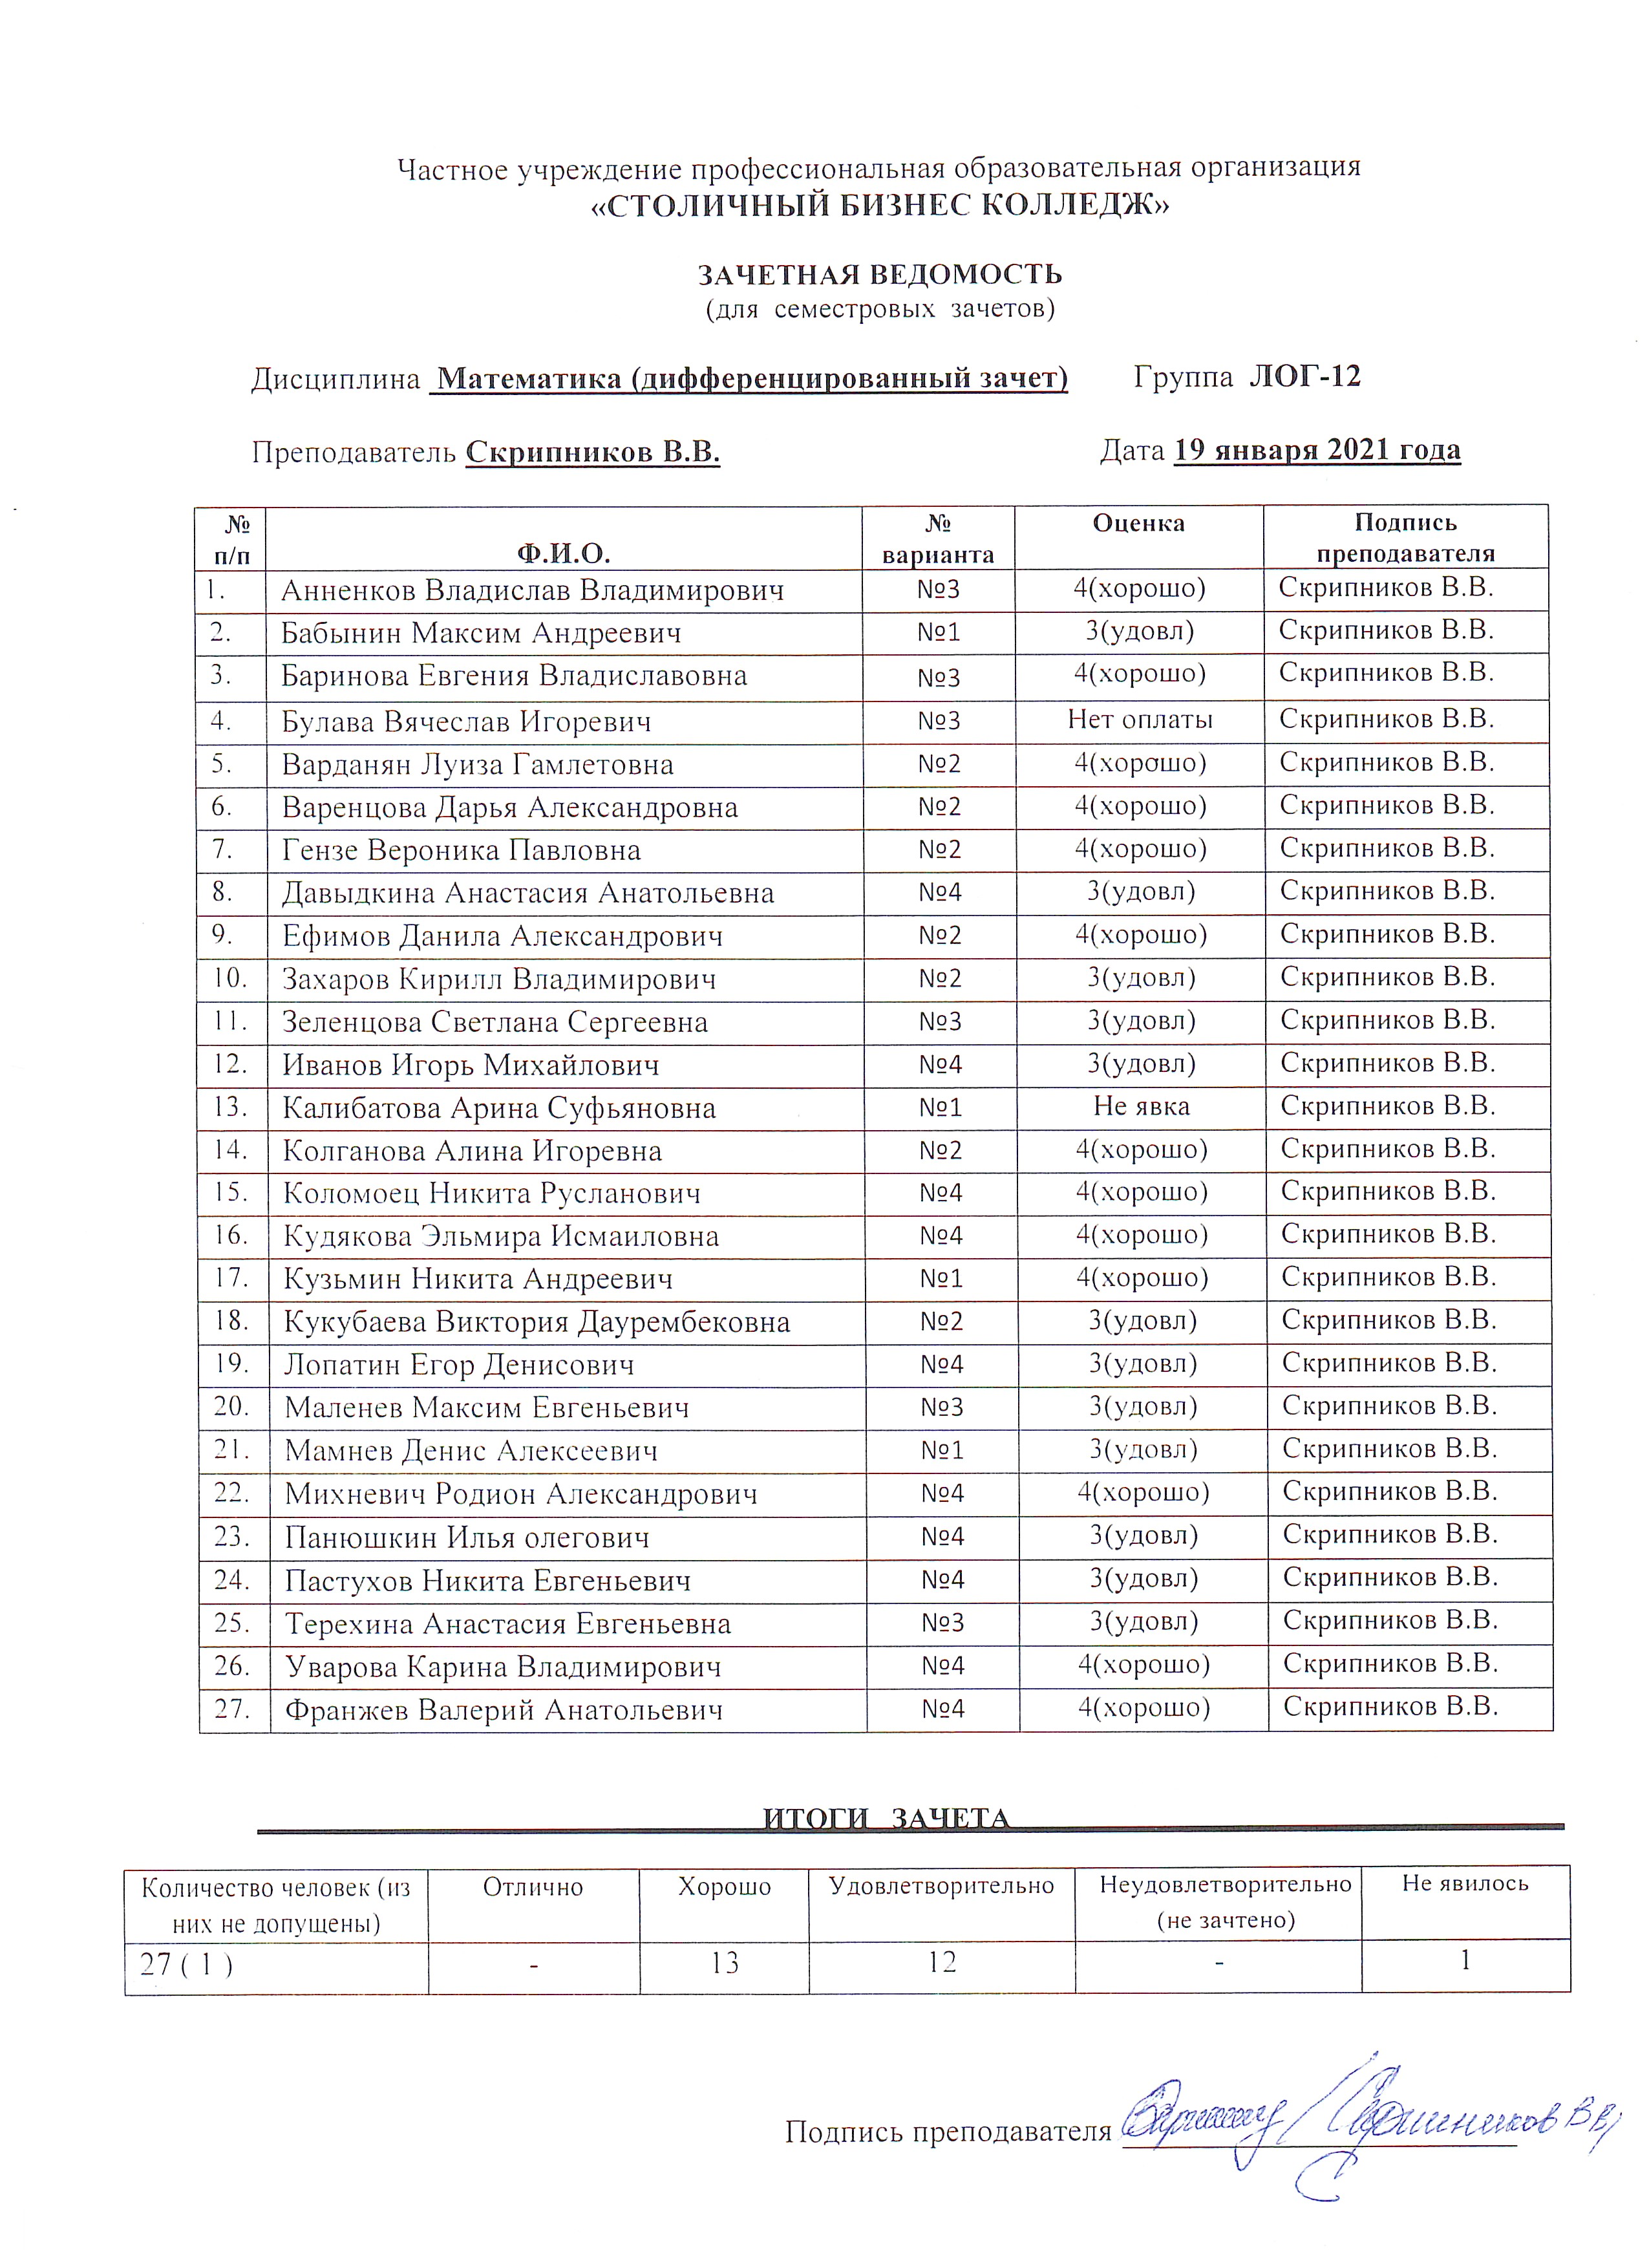 Частное учреждение профессиональная образовательная организация
«СТОЛИЧНЫЙ БИЗНЕС КОЛЛЕДЖ»
ЗАЧЕТНАЯ ВЕДОМОСТЬ
(для семестровых зачетов)
Дисциплина Математика (дифференцированный зачет) Группа ЛОГ-12
Преподаватель Скрипников В.В. Дата 19 января 2021 года
№ п/п Ф.И.О. № варианта Оценка Подпись преподавателя
1. Анненков Владислав Владимирович №3 4(хорошо) Скрипников В.В.
2. Бабынин Максим Андреевич №1 3(удовл) Скрипников В.В.
3. Баринова Евгения Владиславовна №3 4(хорошо) Скрипников В.В.
4. Булава Вячеслав Игоревич №3 Нет оплаты Скрипников В.В.
5. Варданян Луиза Гамлетовна №2 4(хорошо) Скрипников В.В.
6. Варенцова Дарья Александровна №2 4(хорошо) Скрипников В.В.
7. Гензе Вероника Павловна №2 4(хорошо) Скрипников В.В.
8. Давыдкина Анастасия Анатольевна №4 3(удовл) Скрипников В.В.
9. Ефимов Данила Александрович №2 4(хорошо) Скрипников В.В.
10. Захаров Кирилл Владимирович №2 3(удовл) Скрипников В.В.
11. Зеленцова Светлана Сергеевна №3 3(удовл) Скрипников В.В.
12. Иванов Игорь Михайлович №4 3(удовл) Скрипников В.В.
13. Калибатова Арина Суфьяновна №1 Не явка Скрипников В.В.
14. Колганова Алина Игоревна №2 4(хорошо) Скрипников В.В.
15. Коломоец Никита Русланович №4 4(хорошо) Скрипников В.В.
16. Кудякова Эльмира Исмаиловна №4 4(хорошо) Скрипников В.В.
17. Кузьмин Никита Андреевич №1 4(хорошо) Скрипников В.В.
18. Кукубаева Виктория Даурембековна №2 3(удовл) Скрипников В.В.
19. Лопатин Егор Денисович №4 3(удовл) Скрипников В.В.
20. Маленев Максим Евгеньевич №3 3(удовл) Скрипников В.В.
21. Мамнев Денис Алексеевич №1 3(удовл) Скрипников В.В.
22. Михневич Родион Александрович №4 4(хорошо) Скрипников В.В.
23. Панюшкин Илья олегович №4 3(удовл) Скрипников В.В.
24. Пастухов Никита Евгеньевич №4 3(удовл) Скрипников В.В.
25. Терехина Анастасия Евгеньевна №3 3(удовл) Скрипников В.В.
26. Уварова Карина Владимирович №4 4(хорошо) Скрипников В.В.
27. Франжев Валерий Анатольевич №4 4(хорошо) Скрипников В.В.
ИТОГИ ЗАЧЕТА
Количество человек (из них не допущены) Отлично Хорошо Удовлетворительно Неудовлетворительно (не зачтено) Не явилось
27 ( 1 ) - 13 12 - 1
Подпись преподавателя Скрипников В В